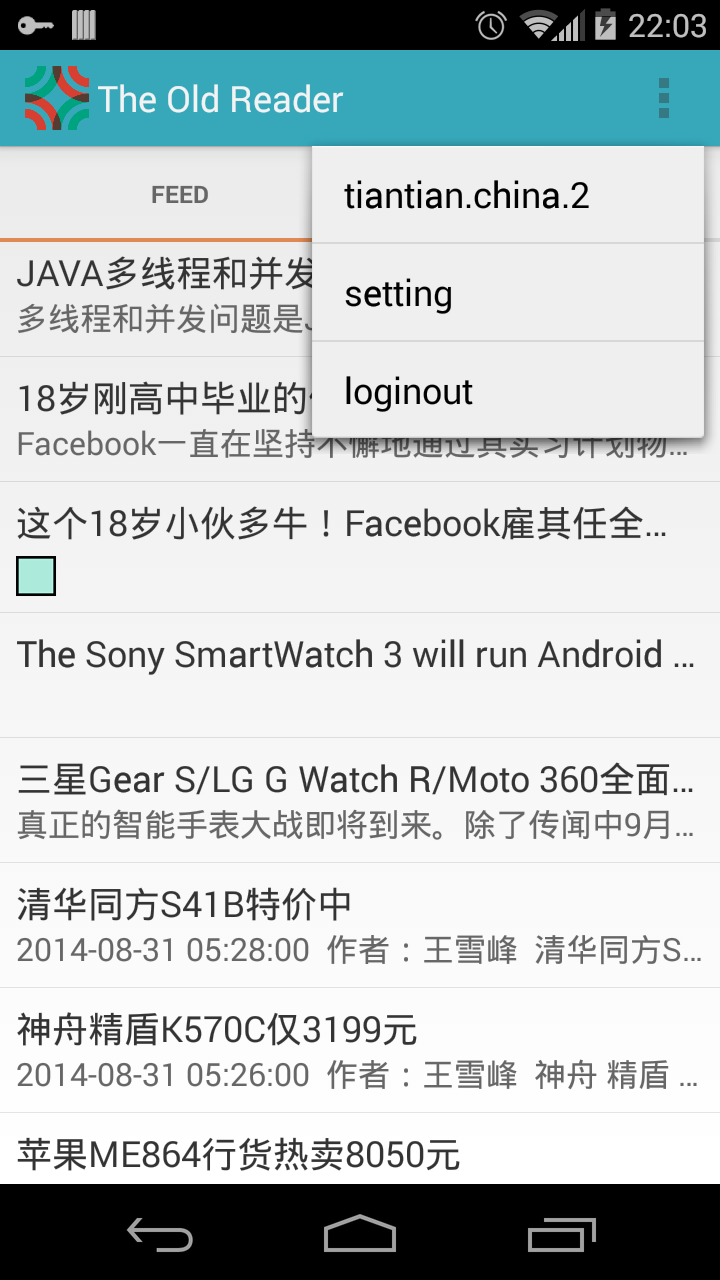 22:03
The Old Reader
FEED
tiantian.china.2
setting
loginout
JAVA多线程和并发
多线程和并发问题是J
18岁刚高中毕业的
Facebook一直在坚持不懈地通过其实习计划物...
这个18岁小伙多牛！Facebook雇其任全...
The Sony SmartWatch 3 will run Android ...
三星Gear S/LG G Watch R/Moto 360全面...
真正的智能手表大战即将到来。除了传闻中9月...
清华同方S41B特价中
2014-08-31 05:28:00 作者：王雪峰 清华同方S...
神舟精盾K570C仅3199元
2014-08-31 05:26:00 作者：王雪峰 神舟 精盾 ...
苹果ME864行货热卖8050元